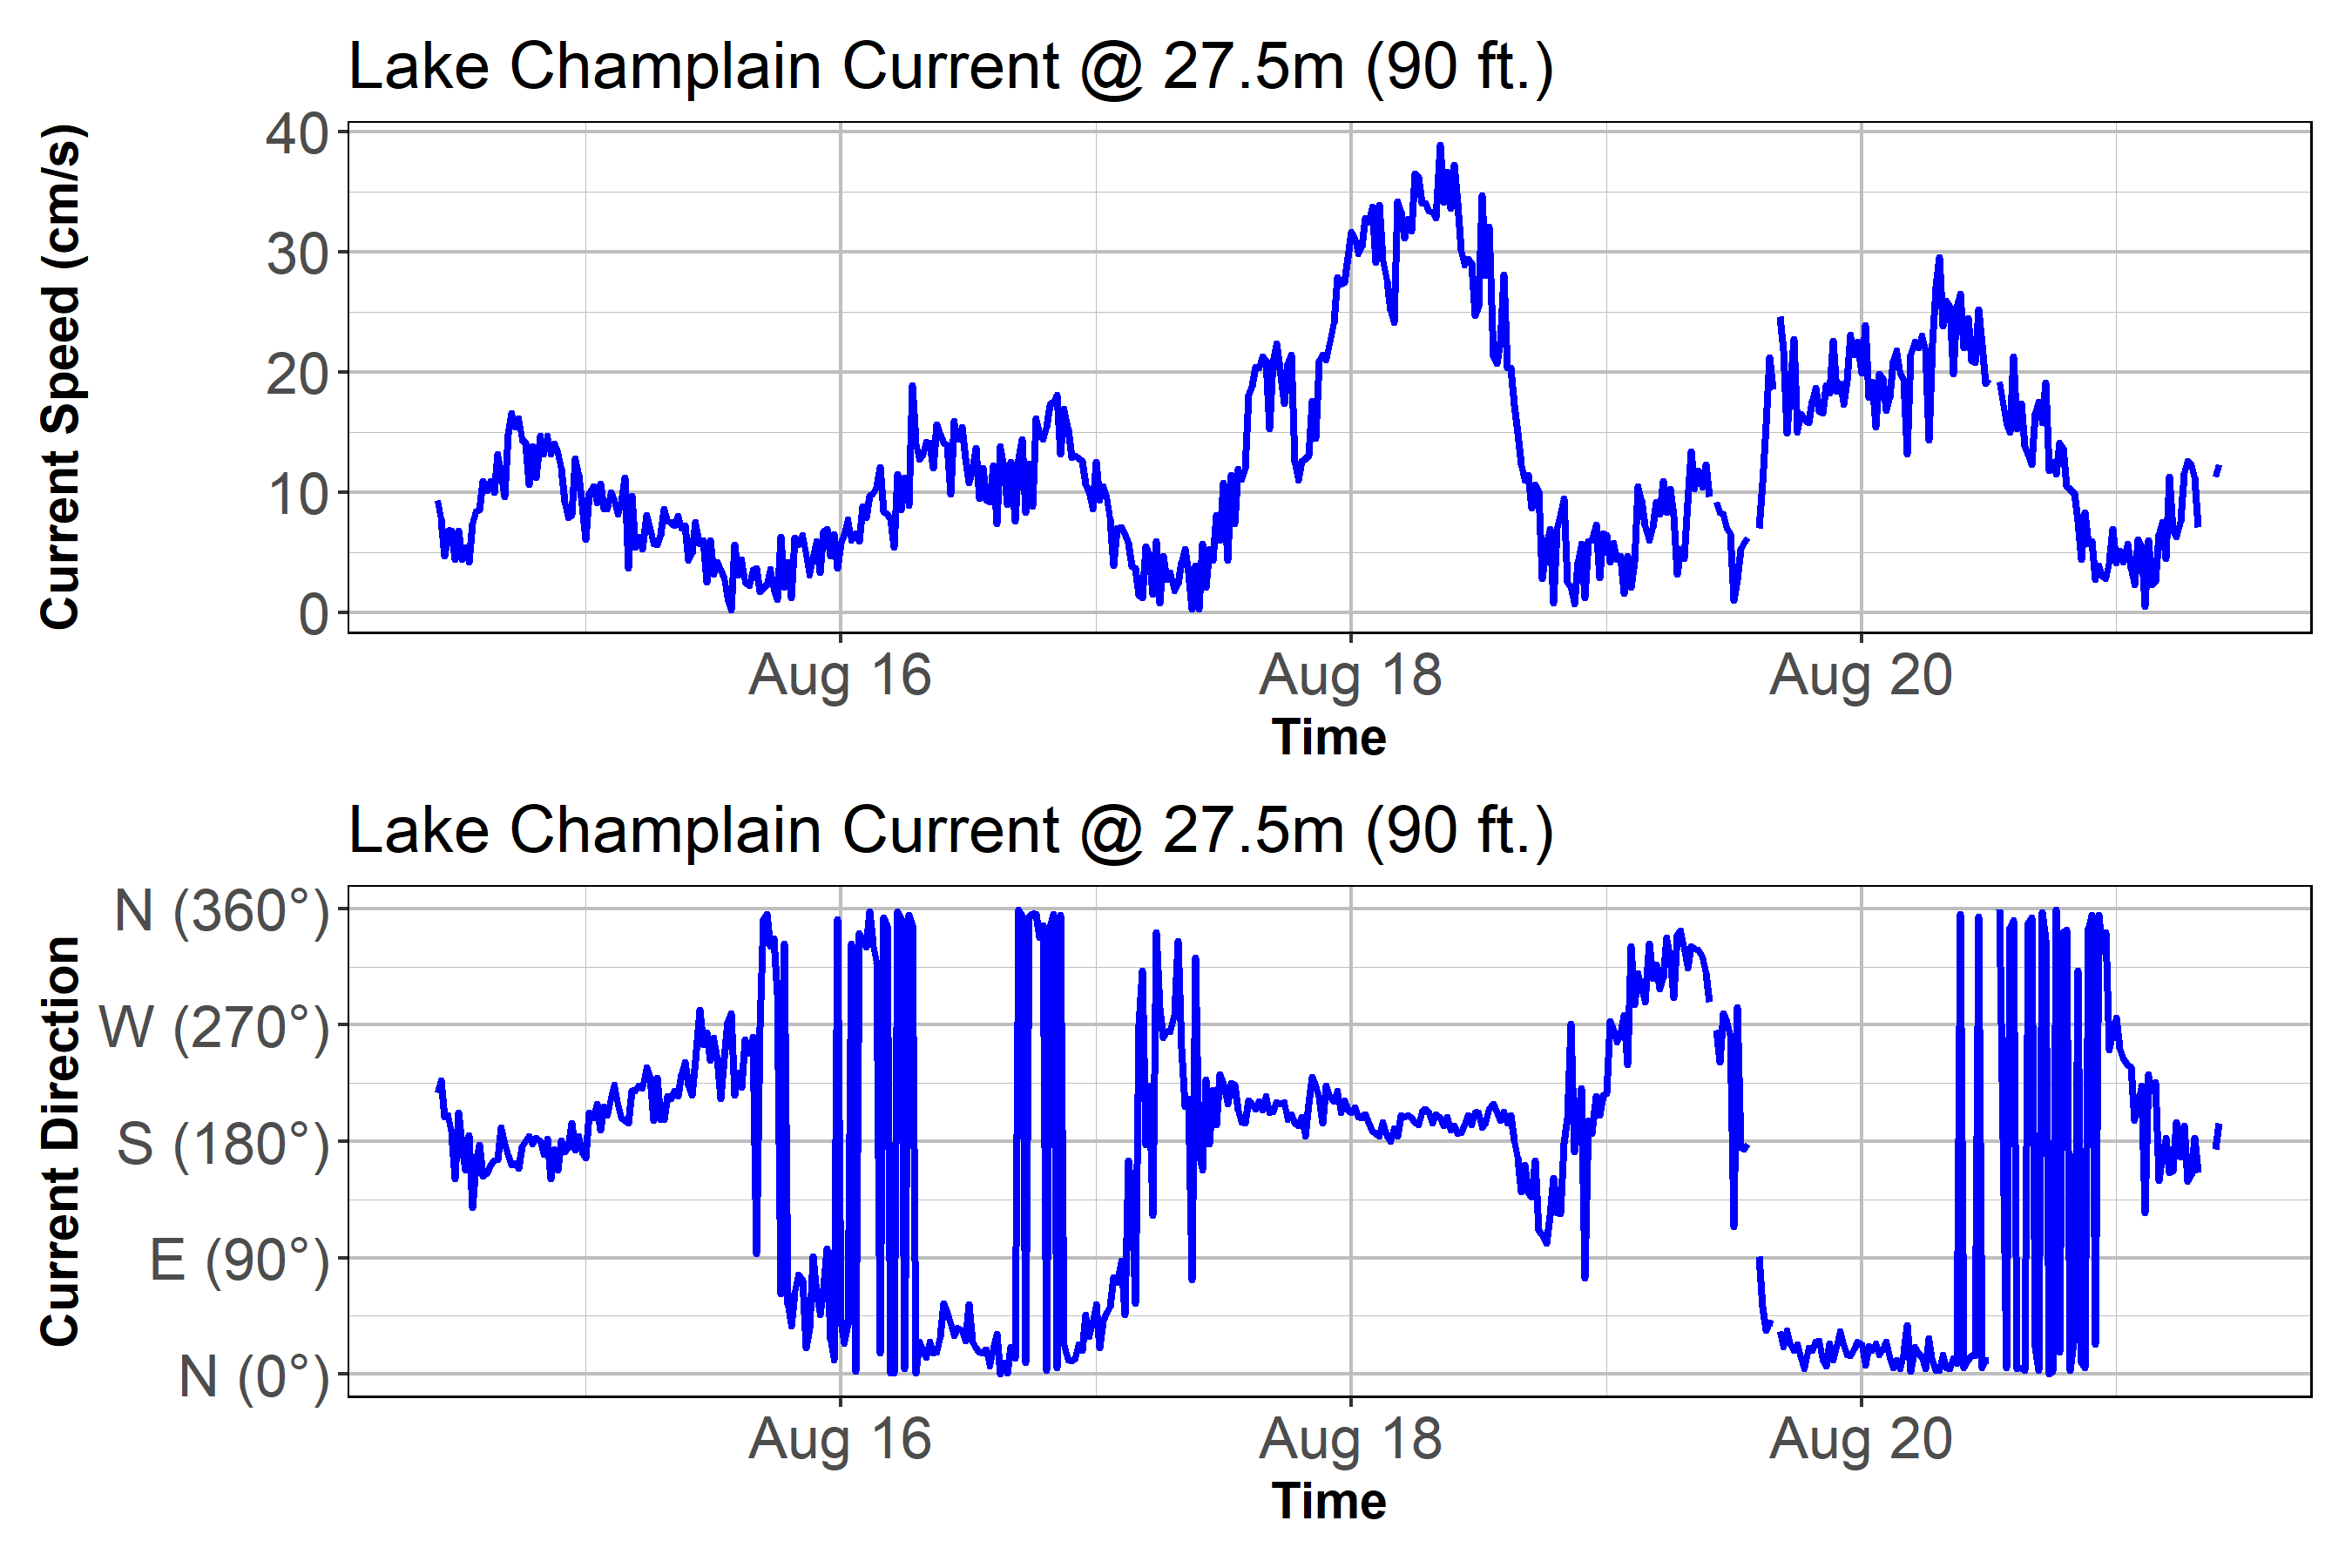 Lake Champlain Current @ 27.5m (90 ft.)
Current Speed (cm/s)
40
30
20
10
0
Aug 16 Aug 18 Aug 20
Time
Lake Champlain Current @ 27.5m (90 ft.)
Current Direction
N (360°)
W (270°)
S (180°)
E (90°)
N (0°)
Aug 16 Aug 18 Aug 20
Time